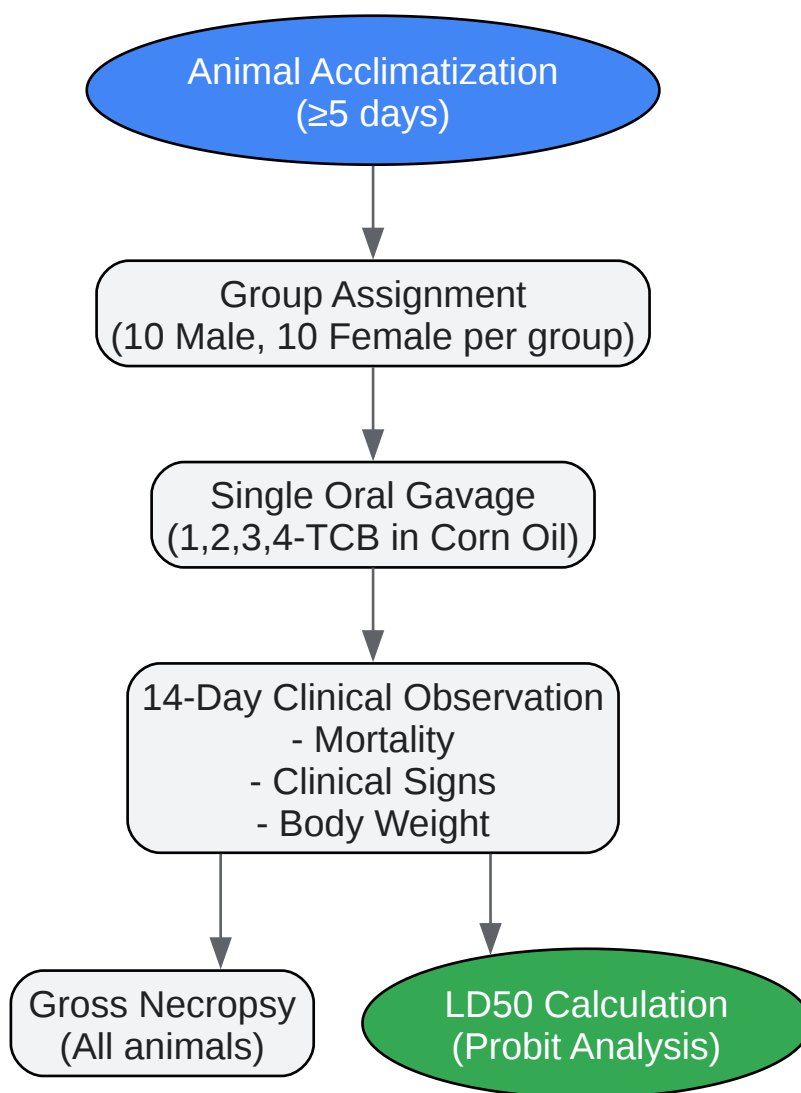 Animal Acclimatization
(≥5 days)
Group Assignment
(10 Male, 10 Female per group)
Single Oral Gavage
(1,2,3,4-TCB in Corn Oil)
14-Day Clinical Observation
- Mortality
- Clinical Signs
- Body Weight
Gross Necropsy
(All animals)
LD50 Calculation
(Probit Analysis)